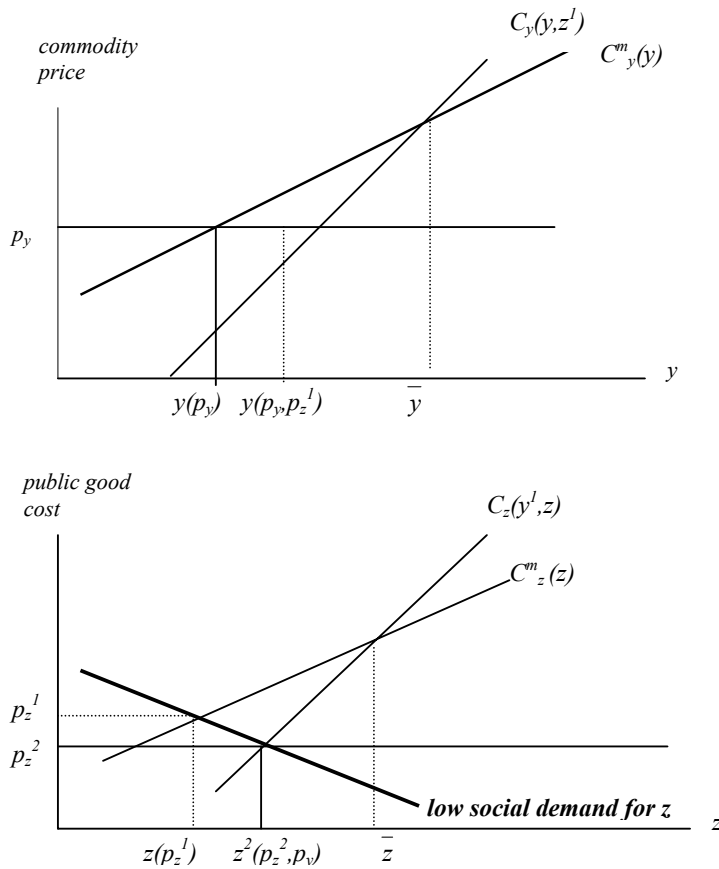 commodity
price
C_y(y,z^1)
C^m_y(y)
p_y
y
y(p_y)
y(p_y,p_z^1)
y̅
public good
cost
C_z(y^1,z)
C^m_z(z)
p_z^1
p_z^2
low social demand for z
z
z(p_z^1)
z^2(p_z^2,p_y)
z̅